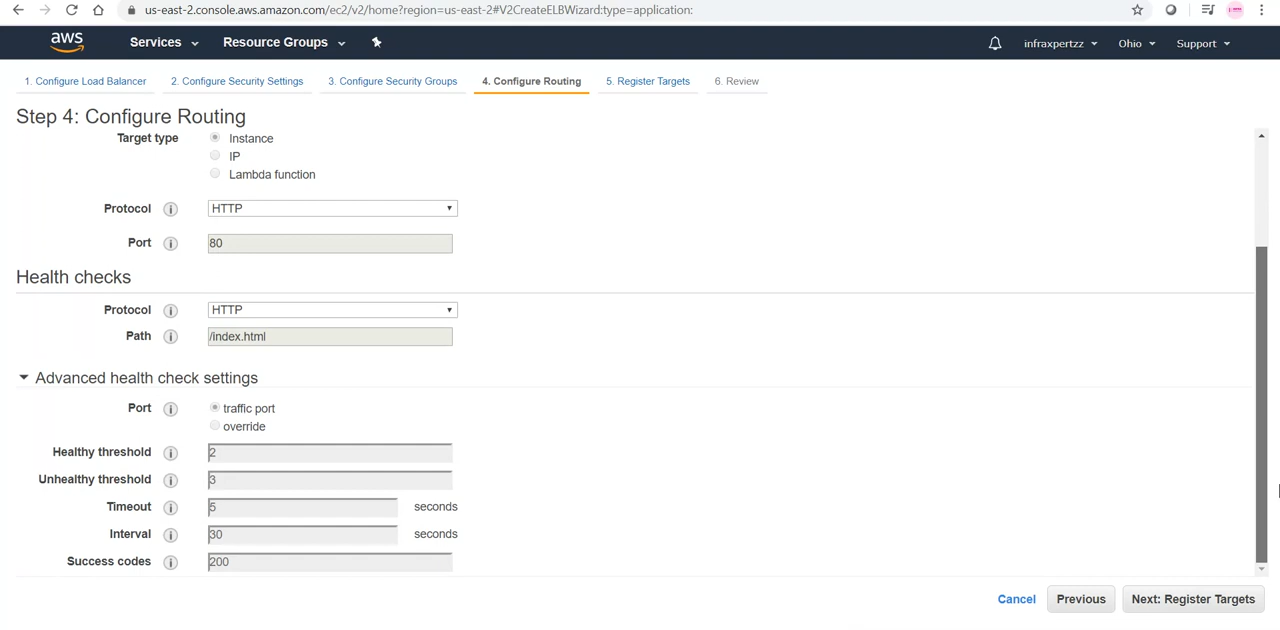 us-east-2.console.aws.amazon.com/ec2/v2/home?region=us-east-2#V2CreateELBWizard:type=application:
aws Services Resource Groups infraxpertzz Ohio Support
1. Configure Load Balancer 2. Configure Security Settings 3. Configure Security Groups 4. Configure Routing 5. Register Targets 6. Review
Step 4: Configure Routing
Target type Instance
IP
Lambda function
Protocol i HTTP
Port i 80
Health checks
Protocol i HTTP
Path i /index.html
Advanced health check settings
Port i traffic port
override
Healthy threshold i 2
Unhealthy threshold i 3
Timeout i 5 seconds
Interval i 30 seconds
Success codes i 200
Cancel Previous Next: Register Targets